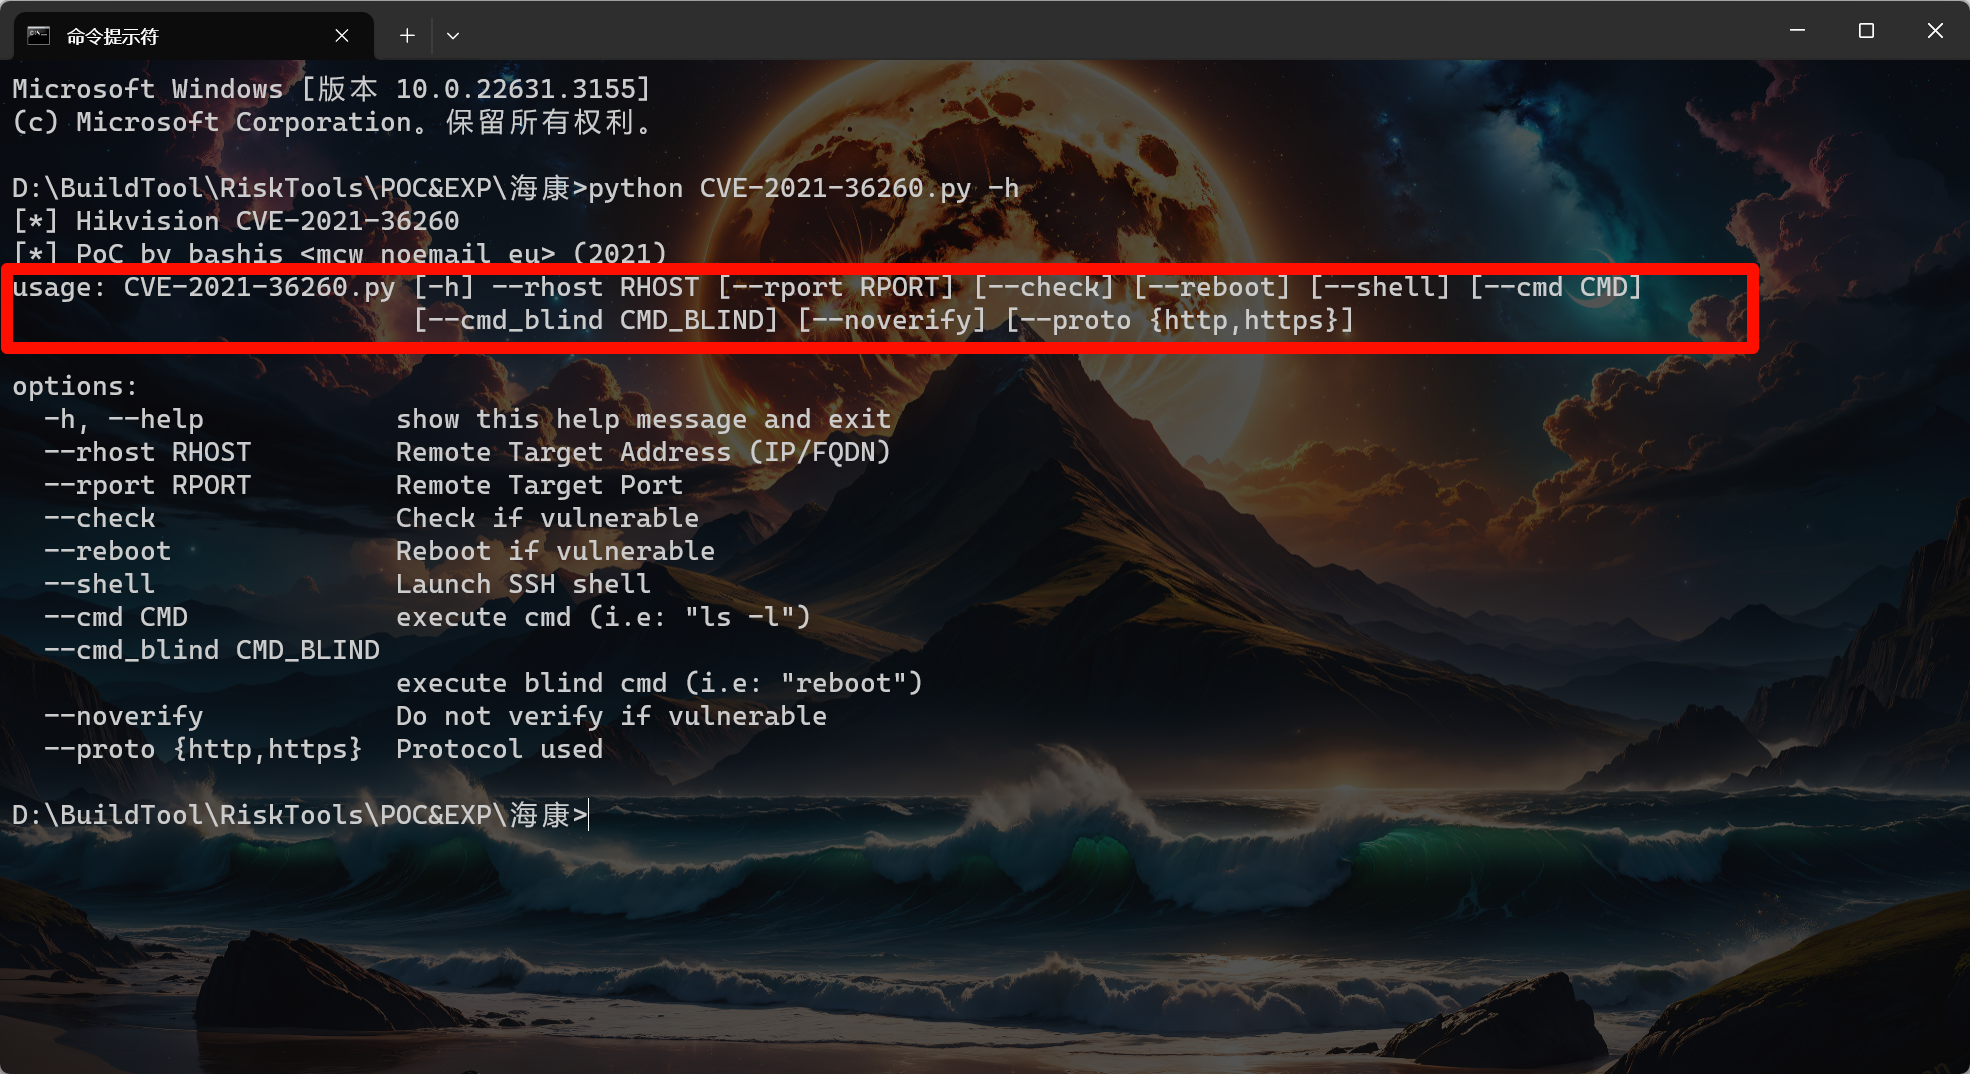 命令提示符
Microsoft Windows [版本 10.0.22631.3155]
(c) Microsoft Corporation。保留所有权利。
D:\BuildTool\RiskTools\POC&EXP\海康>python CVE-2021-36260.py -h
[*] Hikvision CVE-2021-36260
[*] PoC by bashis <mcw noemail eu> (2021)
usage: CVE-2021-36260.py [-h] --rhost RHOST [--rport RPORT] [--check] [--reboot] [--shell] [--cmd CMD]
[--cmd_blind CMD_BLIND] [--noverify] [--proto {http,https}]
options:
-h, --help show this help message and exit
--rhost RHOST Remote Target Address (IP/FQDN)
--rport RPORT Remote Target Port
--check Check if vulnerable
--reboot Reboot if vulnerable
--shell Launch SSH shell
--cmd CMD execute cmd (i.e: "ls -l")
--cmd_blind CMD_BLIND
execute blind cmd (i.e: "reboot")
--noverify Do not verify if vulnerable
--proto {http,https} Protocol used
D:\BuildTool\RiskTools\POC&EXP\海康>